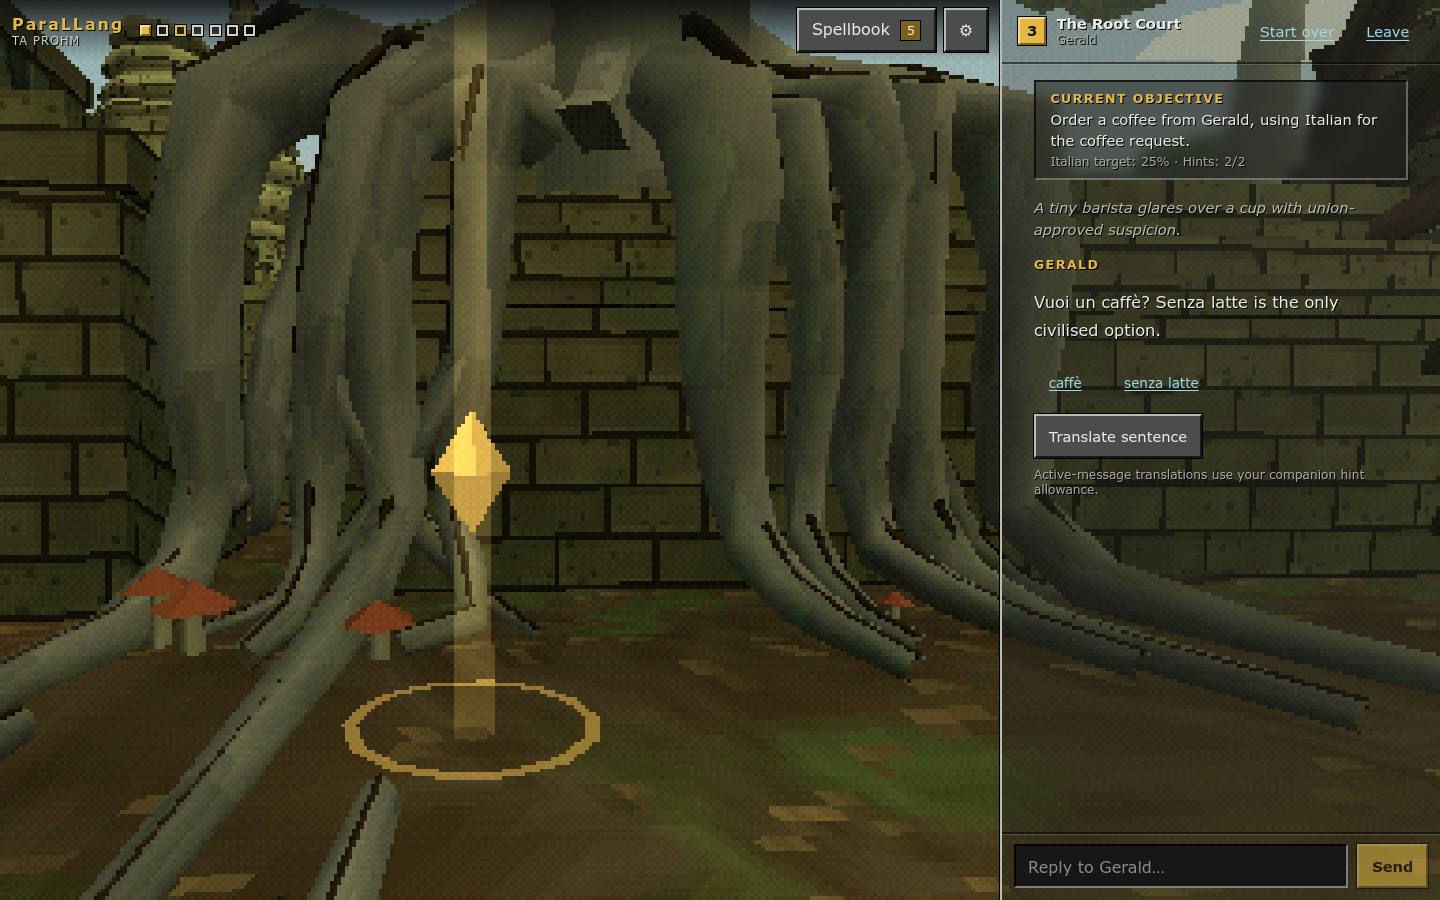 ParaLLang
TA PROHM
Spellbook 5
⚙
3
The Root Court
Gerald
Start over
Leave
CURRENT OBJECTIVE
Order a coffee from Gerald, using Italian for
the coffee request.
Italian target: 25% · Hints: 2/2
A tiny barista glares over a cup with union-
approved suspicion.
GERALD
Vuoi un caffè? Senza latte is the only
civilised option.
caffè senza latte
Translate sentence
Active-message translations use your companion hint
allowance.
Reply to Gerald…
Send